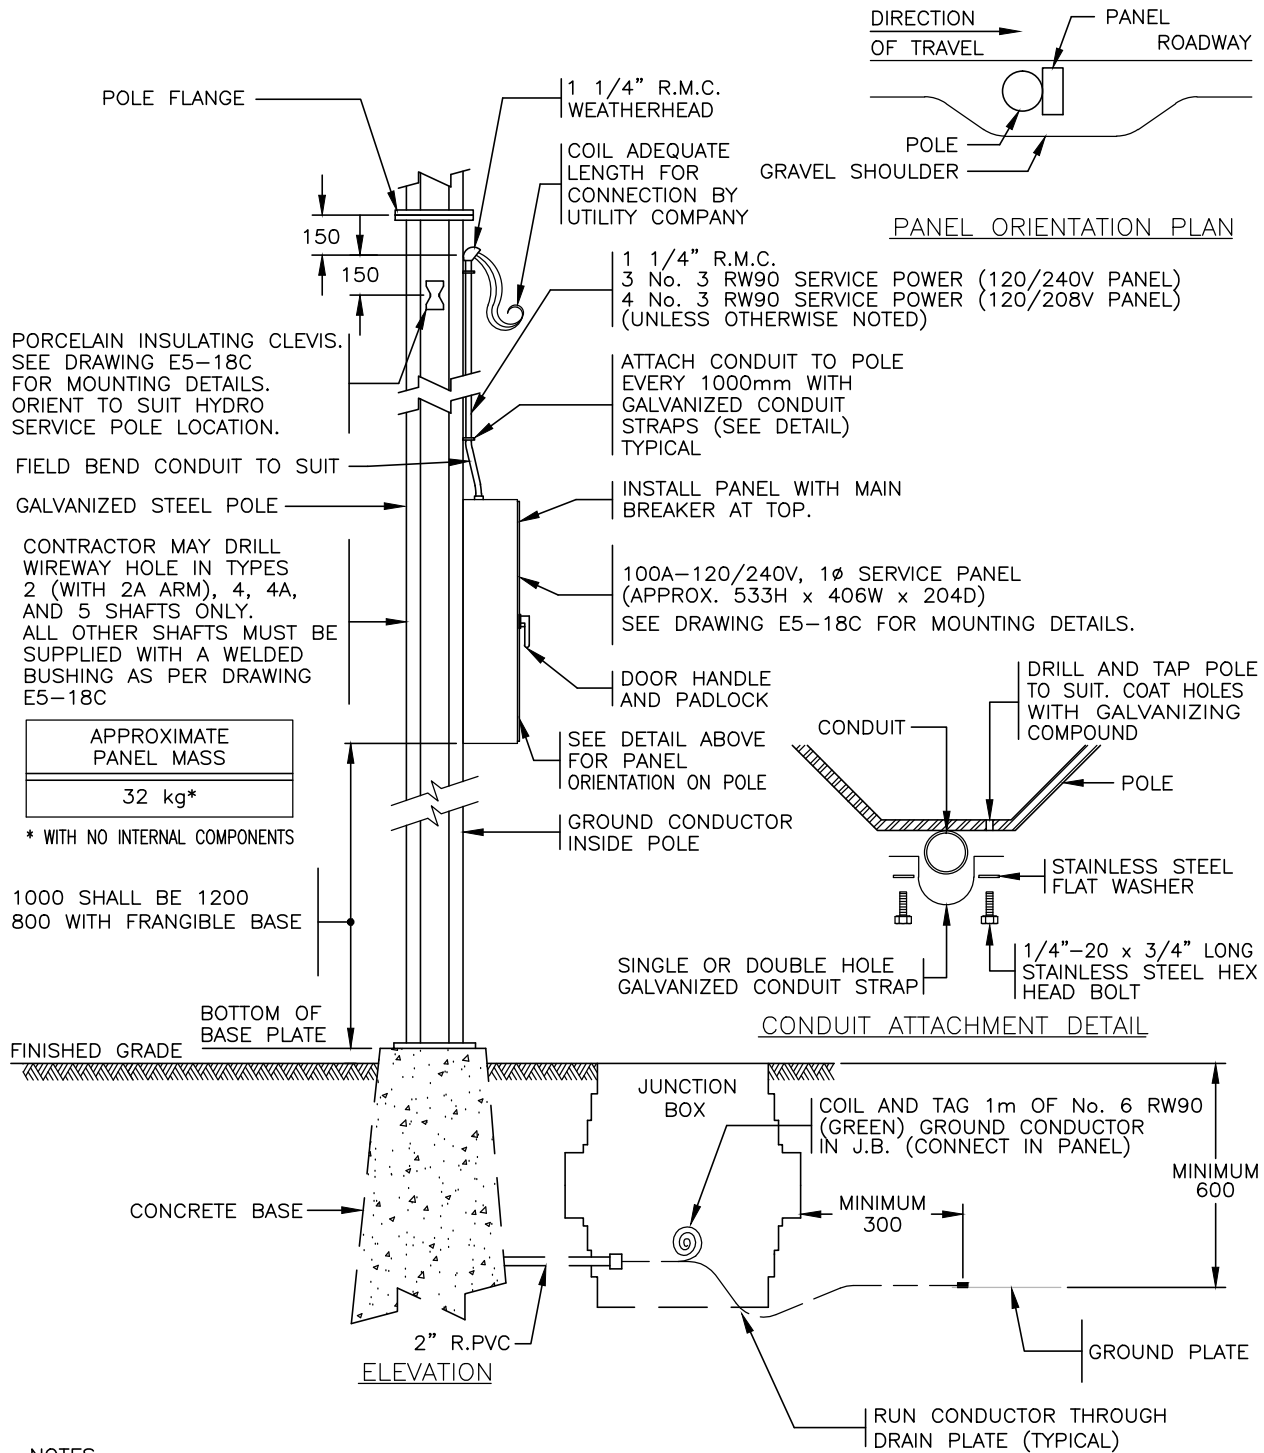 DIRECTION
OF TRAVEL
PANEL
ROADWAY
POLE
GRAVEL SHOULDER
PANEL ORIENTATION PLAN
POLE FLANGE
1 1/4” R.M.C.
WEATHERHEAD
COIL ADEQUATE
LENGTH FOR
CONNECTION BY
UTILITY COMPANY
150
150
1 1/4” R.M.C.
3 No. 3 RW90 SERVICE POWER (120/240V PANEL)
4 No. 3 RW90 SERVICE POWER (120/208V PANEL)
(UNLESS OTHERWISE NOTED)
PORCELAIN INSULATING CLEVIS.
SEE DRAWING E5-18C
FOR MOUNTING DETAILS.
ORIENT TO SUIT HYDRO
SERVICE POLE LOCATION.
ATTACH CONDUIT TO POLE
EVERY 1000mm WITH
GALVANIZED CONDUIT
STRAPS (SEE DETAIL)
TYPICAL
FIELD BEND CONDUIT TO SUIT
GALVANIZED STEEL POLE
INSTALL PANEL WITH MAIN
BREAKER AT TOP.
CONTRACTOR MAY DRILL
WIREWAY HOLE IN TYPES
2 (WITH 2A ARM), 4, 4A,
AND 5 SHAFTS ONLY.
ALL OTHER SHAFTS MUST BE
SUPPLIED WITH A WELDED
BUSHING AS PER DRAWING
E5-18C
100A-120/240V, 1ø SERVICE PANEL
(APPROX. 533H x 406W x 204D)
SEE DRAWING E5-18C FOR MOUNTING DETAILS.
DOOR HANDLE
AND PADLOCK
DRILL AND TAP POLE
TO SUIT. COAT HOLES
WITH GALVANIZING
COMPOUND
CONDUIT
POLE
APPROXIMATE
PANEL MASS
32 kg*
* WITH NO INTERNAL COMPONENTS
SEE DETAIL ABOVE
FOR PANEL
ORIENTATION ON POLE
GROUND CONDUCTOR
INSIDE POLE
STAINLESS STEEL
FLAT WASHER
1000 SHALL BE 1200
800 WITH FRANGIBLE BASE
SINGLE OR DOUBLE HOLE
GALVANIZED CONDUIT STRAP
1/4”-20 x 3/4” LONG
STAINLESS STEEL HEX
HEAD BOLT
CONDUIT ATTACHMENT DETAIL
BOTTOM OF
BASE PLATE
FINISHED GRADE
JUNCTION
BOX
COIL AND TAG 1m OF No. 6 RW90
(GREEN) GROUND CONDUCTOR
IN J.B. (CONNECT IN PANEL)
MINIMUM
600
MINIMUM
300
CONCRETE BASE
2” R.PVC
ELEVATION
GROUND PLATE
RUN CONDUCTOR THROUGH
DRAIN PLATE (TYPICAL)